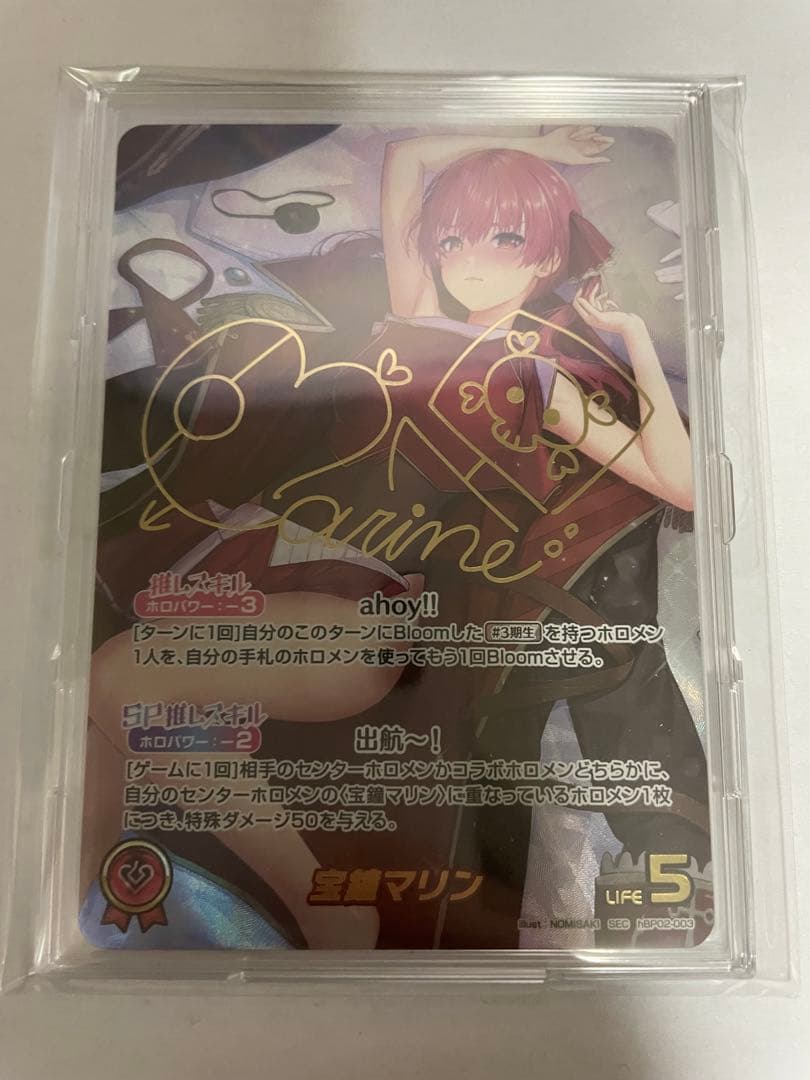 Marine
推しスキル
ホロパワー：－3
ahoy!!
[ターンに1回]自分のこのターンにBloomした #3期生 を持つホロメン
1人を、自分の手札のホロメンを使ってもう1回Bloomさせる。
SP推しスキル
ホロパワー：－2
出航～！
[ゲームに1回]相手のセンターホロメンかコラボホロメンどちらかに、
自分のセンターホロメンの〈宝鐘マリン〉に重なっているホロメン1枚
につき、特殊ダメージ50を与える。
宝鐘マリン
LIFE 5
illust：NOMISAKI SEC hBP02-003